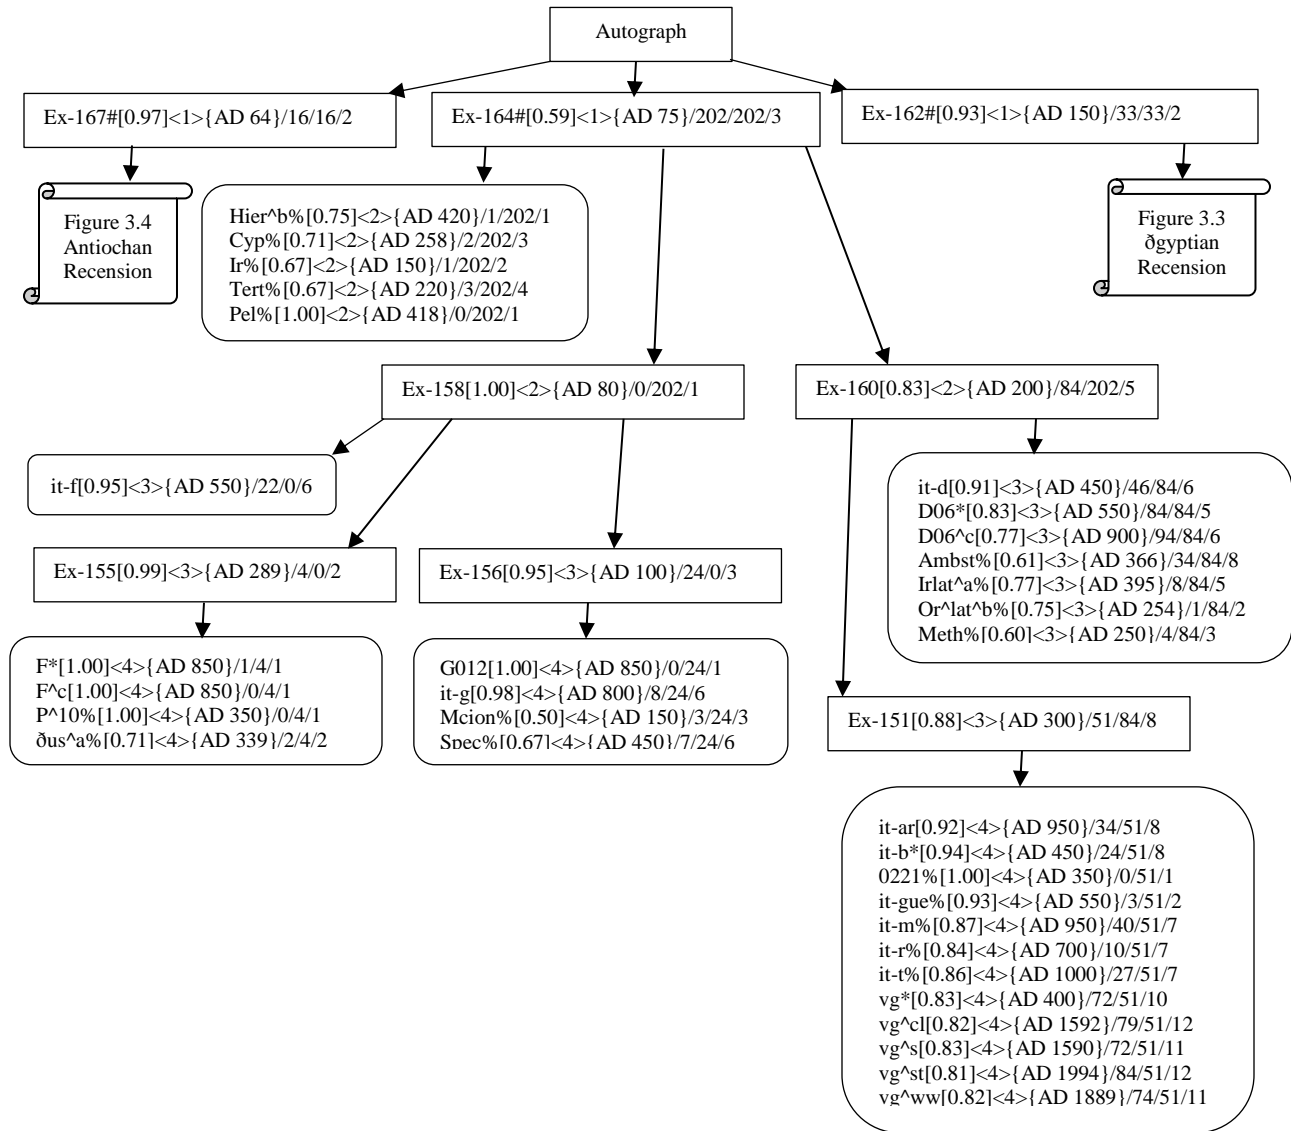 Autograph
Ex-167#[0.97]<1>{AD 64}/16/16/2
Ex-164#[0.59]<1>{AD 75}/202/202/3
Ex-162#[0.93]<1>{AD 150}/33/33/2
Figure 3.4
Antiochan
Recension
Hier^b%[0.75]<2>{AD 420}/1/202/1
Cyp%[0.71]<2>{AD 258}/2/202/3
Ir%[0.67]<2>{AD 150}/1/202/2
Tert%[0.67]<2>{AD 220}/3/202/4
Pel%[1.00]<2>{AD 418}/0/202/1
Figure 3.3
ðgyptian
Recension
Ex-158[1.00]<2>{AD 80}/0/202/1
Ex-160[0.83]<2>{AD 200}/84/202/5
it-f[0.95]<3>{AD 550}/22/0/6
it-d[0.91]<3>{AD 450}/46/84/6
D06*[0.83]<3>{AD 550}/84/84/5
D06^c[0.77]<3>{AD 900}/94/84/6
Ambst%[0.61]<3>{AD 366}/34/84/8
Irlat^a%[0.77]<3>{AD 395}/8/84/5
Or^lat^b%[0.75]<3>{AD 254}/1/84/2
Meth%[0.60]<3>{AD 250}/4/84/3
Ex-155[0.99]<3>{AD 289}/4/0/2
Ex-156[0.95]<3>{AD 100}/24/0/3
F*[1.00]<4>{AD 850}/1/4/1
F^c[1.00]<4>{AD 850}/0/4/1
P^10%[1.00]<4>{AD 350}/0/4/1
ðus^a%[0.71]<4>{AD 339}/2/4/2
G012[1.00]<4>{AD 850}/0/24/1
it-g[0.98]<4>{AD 800}/8/24/6
Mcion%[0.50]<4>{AD 150}/3/24/3
Spec%[0.67]<4>{AD 450}/7/24/6
Ex-151[0.88]<3>{AD 300}/51/84/8
it-ar[0.92]<4>{AD 950}/34/51/8
it-b*[0.94]<4>{AD 450}/24/51/8
0221%[1.00]<4>{AD 350}/0/51/1
it-gue%[0.93]<4>{AD 550}/3/51/2
it-m%[0.87]<4>{AD 950}/40/51/7
it-r%[0.84]<4>{AD 700}/10/51/7
it-t%[0.86]<4>{AD 1000}/27/51/7
vg*[0.83]<4>{AD 400}/72/51/10
vg^cl[0.82]<4>{AD 1592}/79/51/12
vg^s[0.83]<4>{AD 1590}/72/51/11
vg^st[0.81]<4>{AD 1994}/84/51/12
vg^ww[0.82]<4>{AD 1889}/74/51/11